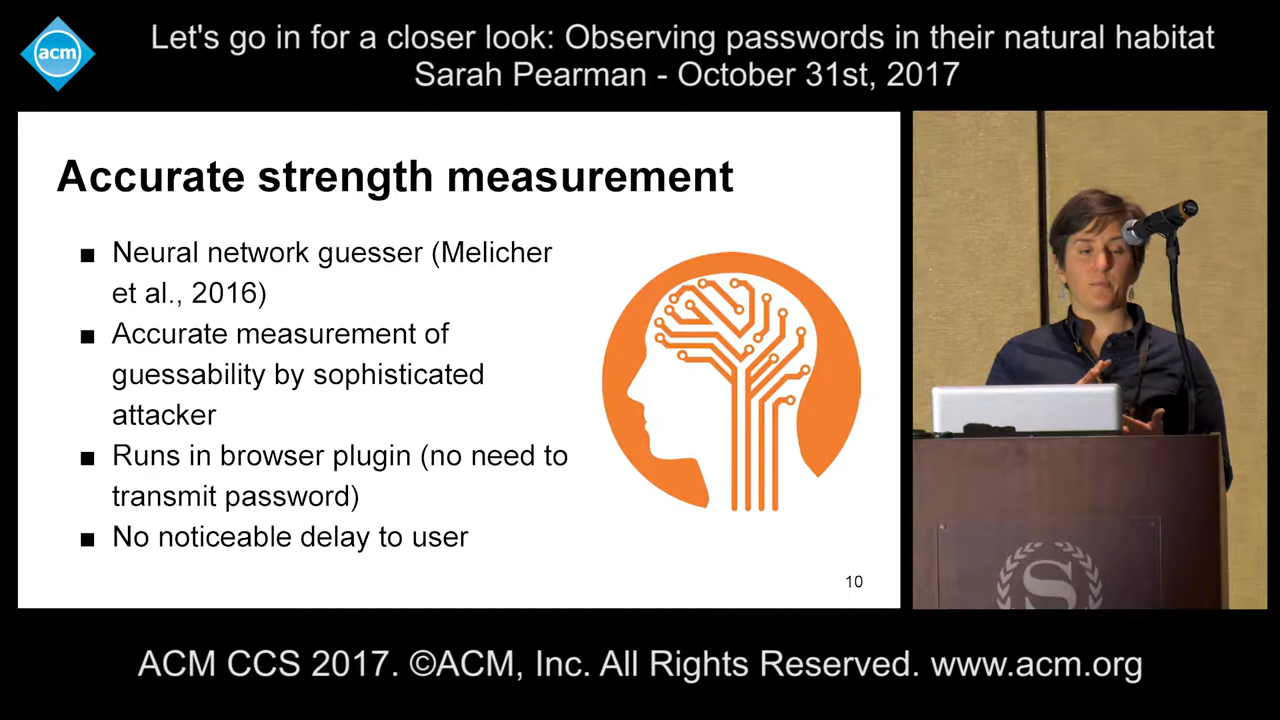 acm
Let's go in for a closer look: Observing passwords in their natural habitat
Sarah Pearman - October 31st, 2017
Accurate strength measurement
■ Neural network guesser (Melicher
et al., 2016)
■ Accurate measurement of
guessability by sophisticated
attacker
■ Runs in browser plugin (no need to
transmit password)
■ No noticeable delay to user
10
S
ACM CCS 2017. ©ACM, Inc. All Rights Reserved. www.acm.org